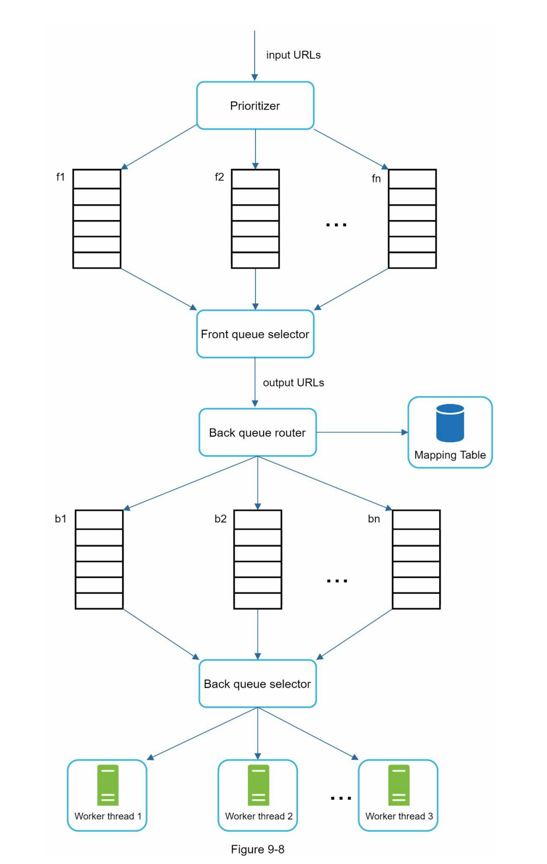 input URLs
Prioritizer
f1
f2
fn
...
Front queue selector
output URLs
Back queue router
Mapping Table
b1
b2
bn
...
Back queue selector
...
Worker thread 1
Worker thread 2
Worker thread 3
Figure 9-8